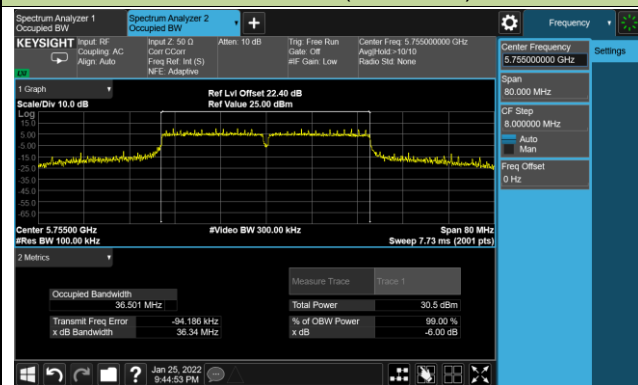 Spectrum Analyzer 1
Occupied BW
Spectrum Analyzer 2
Occupied BW
Frequency
KEYSIGHT
Input: RF
Coupling: AC
Align: Auto
Input Z: 50 Ω
Corr CCorr
Freq Ref: Int (S)
NFE: Adaptive
Atten: 10 dB
Trig: Free Run
Gate: Off
#IF Gain: Low
Center Freq: 5.755000000 GHz
Avg|Hold:>10/10
Radio Std: None
Center Frequency
5.755000000 GHz
Settings
Span
80.000 MHz
CF Step
8.000000 MHz
Auto
Man
Freq Offset
0 Hz
1 Graph
Scale/Div 10.0 dB
Ref Lvl Offset 22.40 dB
Ref Value 25.00 dBm
Log
15.0
5.00
-5.00
-15.0
-25.0
-35.0
-45.0
-55.0
-65.0
Center 5.75500 GHz
#Res BW 100.00 kHz
#Video BW 300.00 kHz
Span 80 MHz
Sweep 7.73 ms (2001 pts)
2 Metrics
Measure Trace
Trace 1
Occupied Bandwidth
36.501 MHz
Total Power
30.5 dBm
Transmit Freq Error
-94.186 kHz
% of OBW Power
99.00 %
x dB Bandwidth
36.34 MHz
x dB
-6.00 dB
Jan 25, 2022
9:44:53 PM